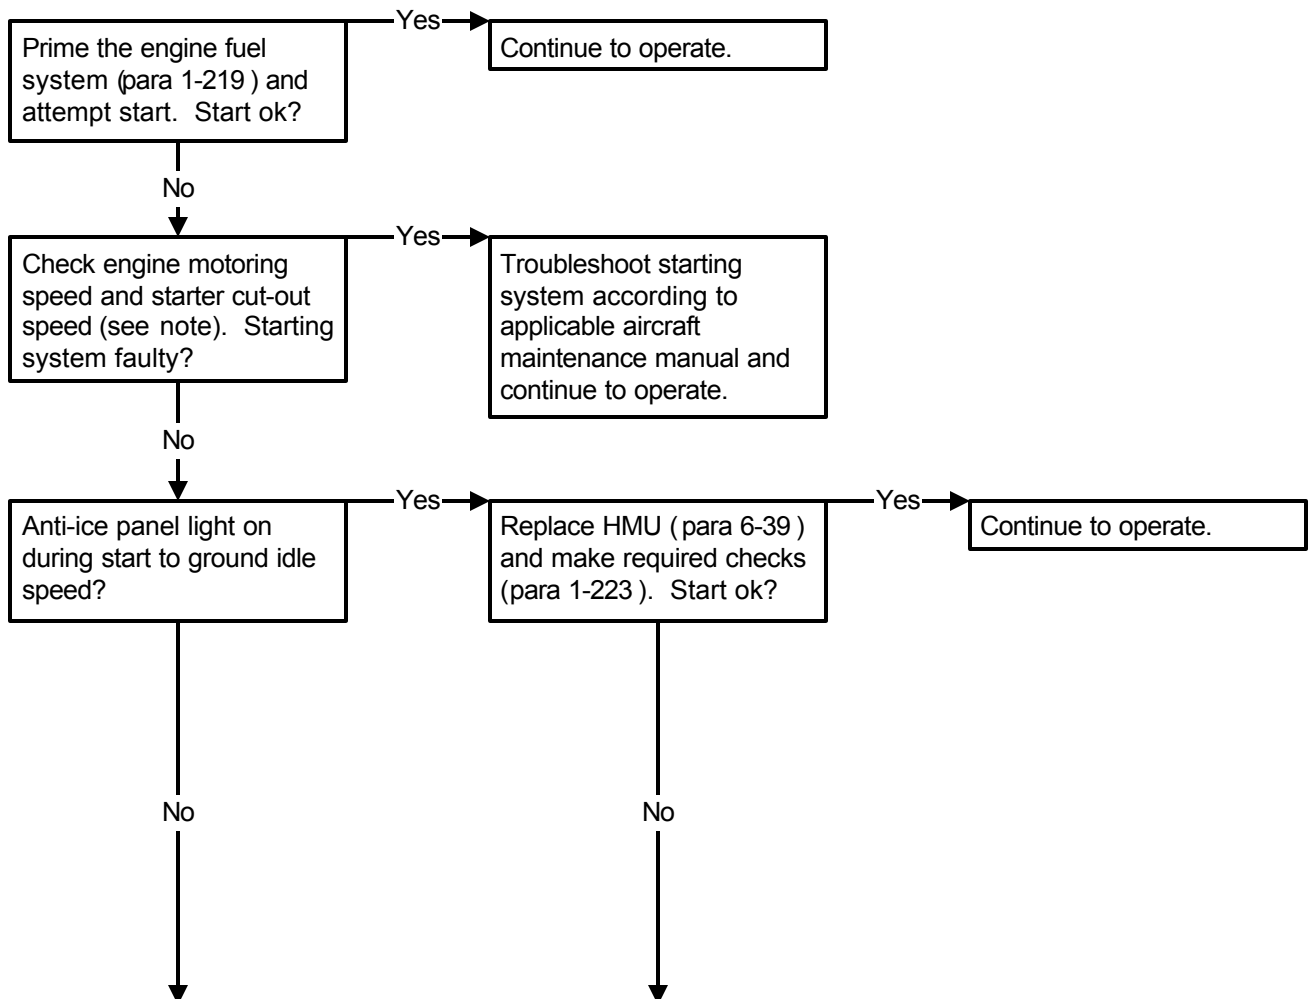 Prime the engine fuel
system (para 1-219 ) and
attempt start. Start ok?
Yes
Continue to operate.
No
Check engine motoring
speed and starter cut-out
speed (see note). Starting
system faulty?
Yes
Troubleshoot starting
system according to
applicable aircraft
maintenance manual and
continue to operate.
No
Anti-ice panel light on
during start to ground idle
speed?
Yes
Replace HMU ( para 6-39 )
and make required checks
(para 1-223 ). Start ok?
Yes
Continue to operate.
No
No